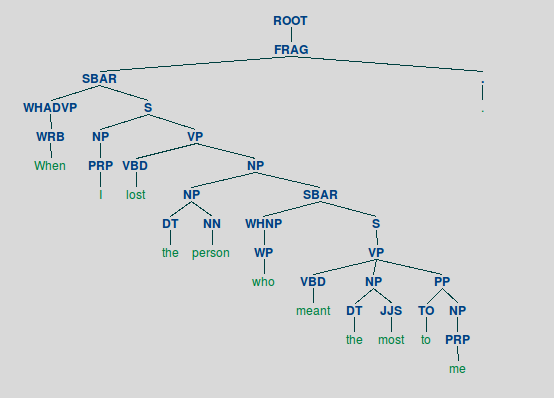 ROOT
FRAG
SBAR .
WHADVP S .
WRB NP VP
When PRP VBD NP
I lost NP SBAR
DT NN WHNP S
the person WP VP
who VBD NP PP
meant DT JJS TO NP
the most to PRP
me